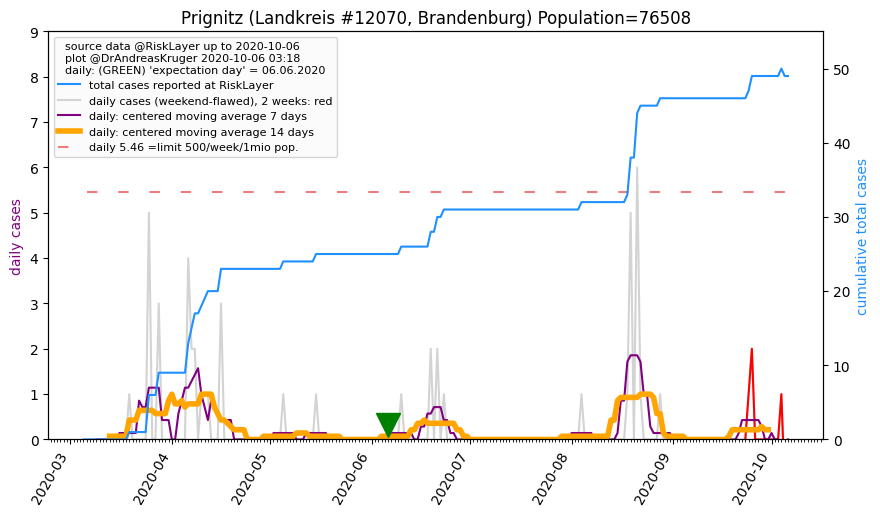 Prignitz (Landkreis #12070, Brandenburg) Population=76508
source data @RiskLayer up to 2020-10-06
plot @DrAndreasKruger 2020-10-06 03:18
daily: (GREEN) 'expectation day' = 06.06.2020
total cases reported at RiskLayer
daily cases (weekend-flawed), 2 weeks: red
daily: centered moving average 7 days
daily: centered moving average 14 days
daily 5.46 =limit 500/week/1mio pop.
daily cases
9
8
7
6
5
4
3
2
1
0
50
40
30
20
10
0
cumulative total cases
2020-03
2020-04
2020-05
2020-06
2020-07
2020-08
2020-09
2020-10